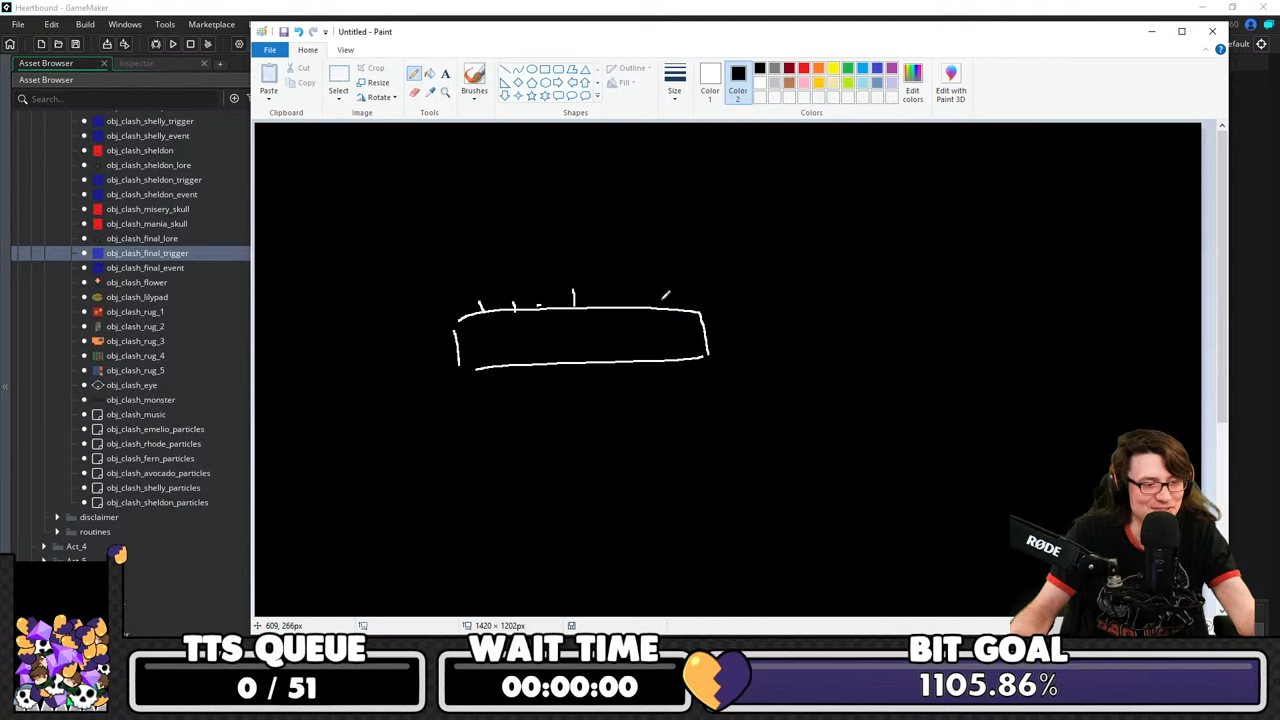 Heartbound - GameMaker
File Edit Build Windows Tools Marketplace
Untitled - Paint
File Home View
Asset Browser
Inspector
Asset Browser
Search...
Paste
Cut
Copy
Clipboard
Select
Crop
Resize
Rotate
Image
Tools
Brushes
Shapes
Outline
Fill
Size
Color 1
Color 2
Edit colors
Colors
Edit with Paint 3D
efault
obj_clash_shelly_trigger
obj_clash_shelly_event
obj_clash_sheldon
obj_clash_sheldon_lore
obj_clash_sheldon_trigger
obj_clash_sheldon_event
obj_clash_misery_skull
obj_clash_mania_skull
obj_clash_final_lore
obj_clash_final_trigger
obj_clash_final_event
obj_clash_flower
obj_clash_lilypad
obj_clash_rug_1
obj_clash_rug_2
obj_clash_rug_3
obj_clash_rug_4
obj_clash_rug_5
obj_clash_eye
obj_clash_monster
obj_clash_music
obj_clash_emelio_particles
obj_clash_rhode_particles
obj_clash_fern_particles
obj_clash_avocado_particles
obj_clash_shelly_particles
obj_clash_sheldon_particles
disclaimer
routines
Act_4
RØDE
609, 266px
1420 × 1202px
TTS QUEUE
0 / 51
WAIT TIME
00:00:00
BIT GOAL
1105.86%